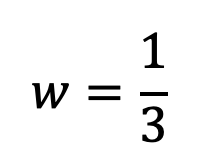 w = 1/3